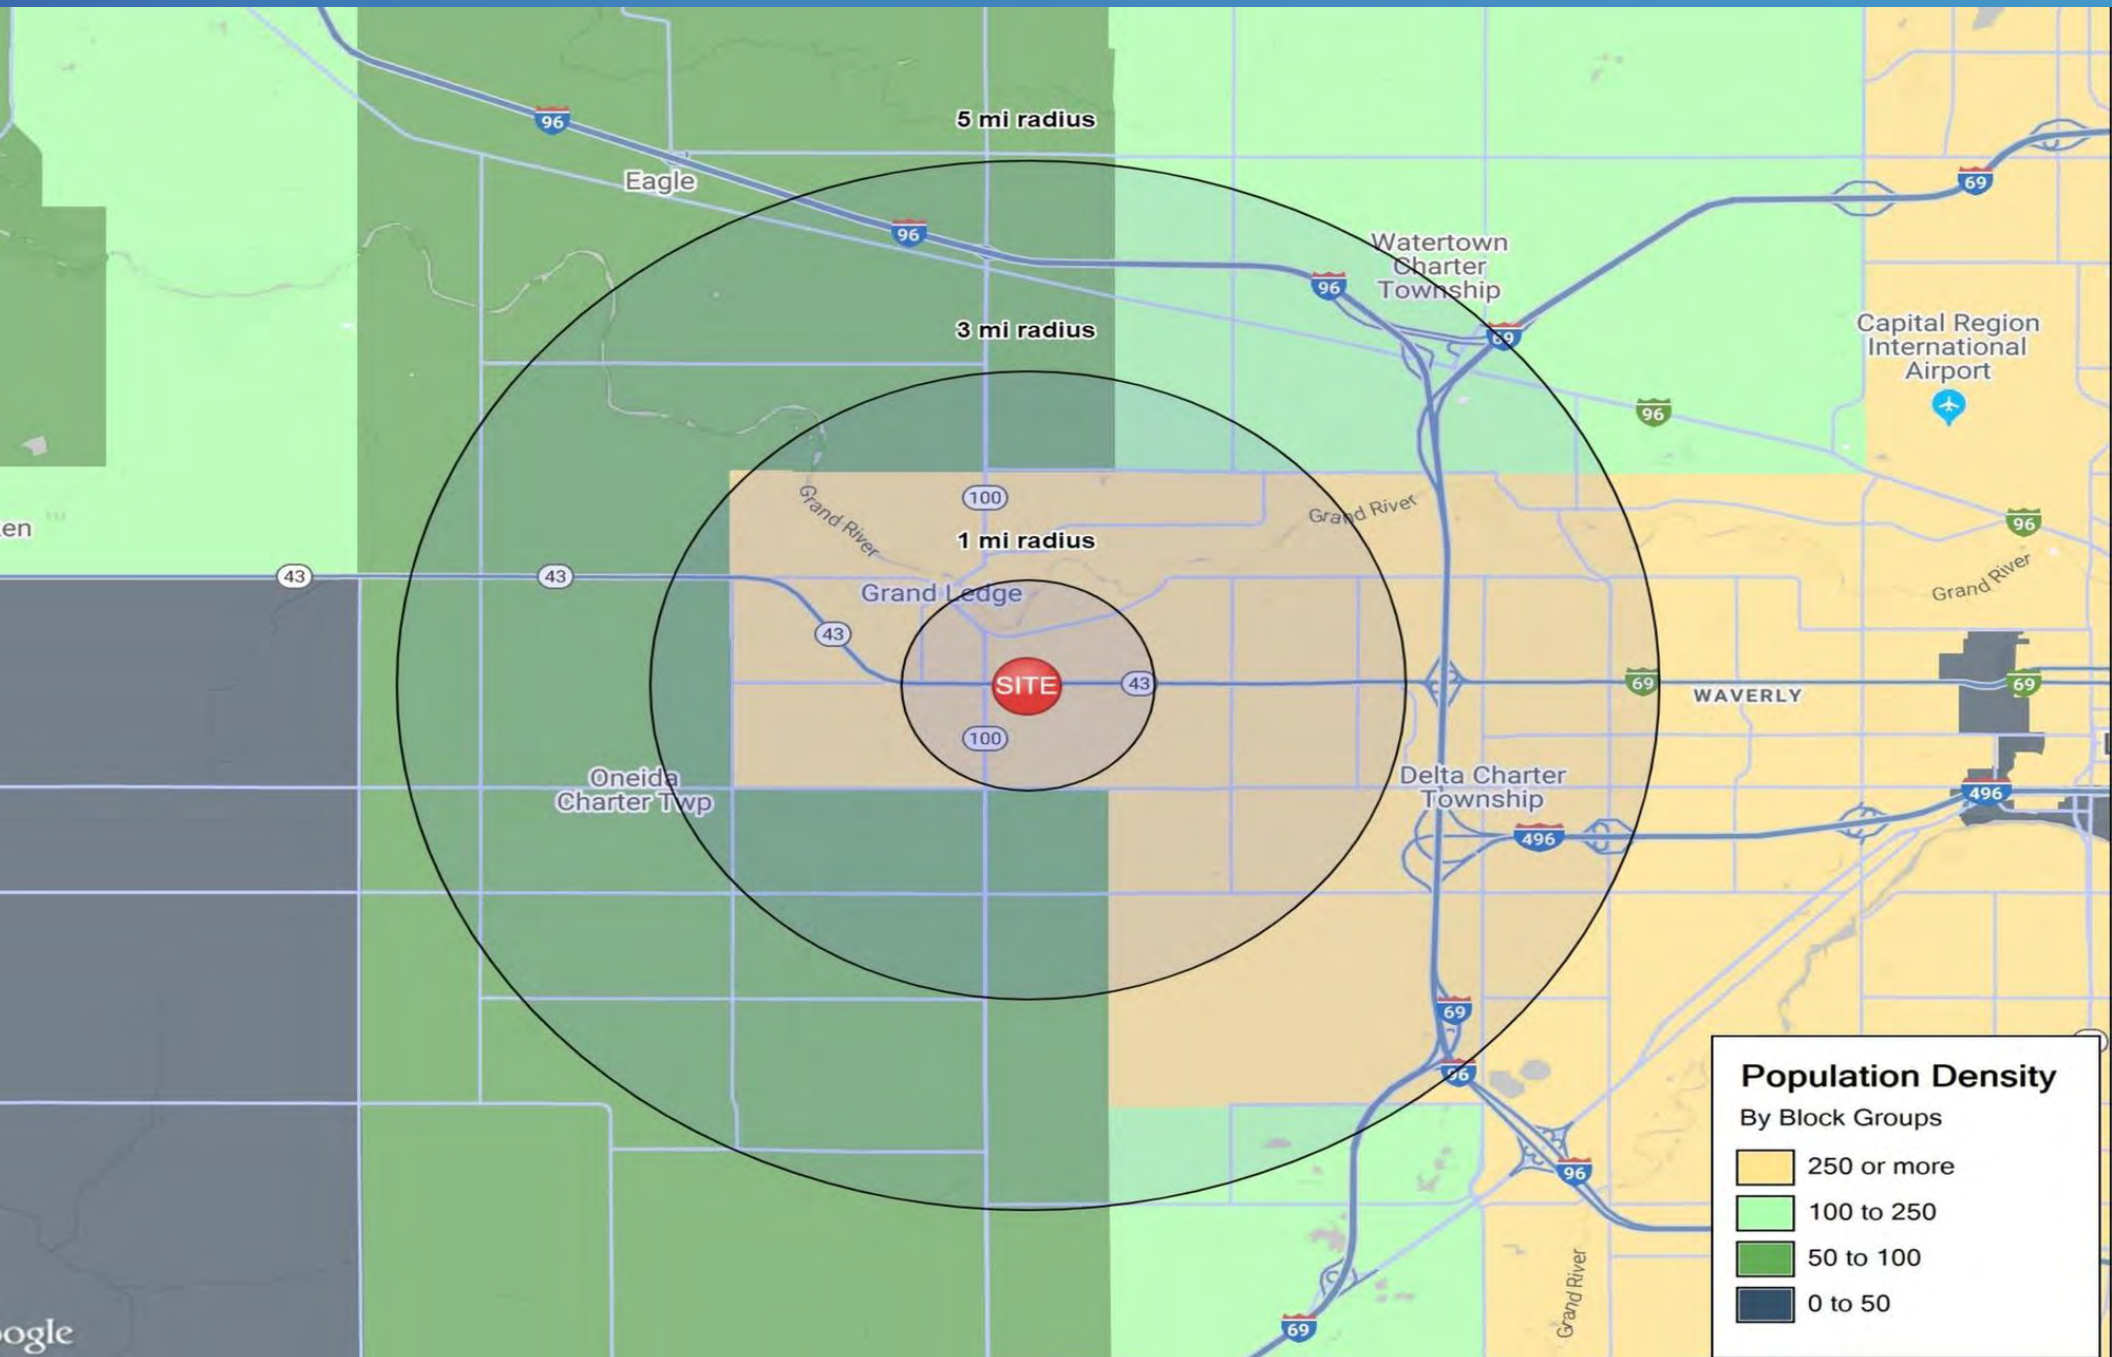 5 mi radius
96
Eagle
96
69
Watertown
Charter
Township
96
3 mi radius
69
Capital Region
International
Airport
96
100
Grand River
Grand River
96
1 mi radius
43
43
Grand Ledge
Grand River
43
SITE
43
69
WAVERLY
69
100
Oneida
Charter Twp
Delta Charter
Township
496
496
69
96
96
Grand River
69
Population Density
By Block Groups
250 or more
100 to 250
50 to 100
0 to 50